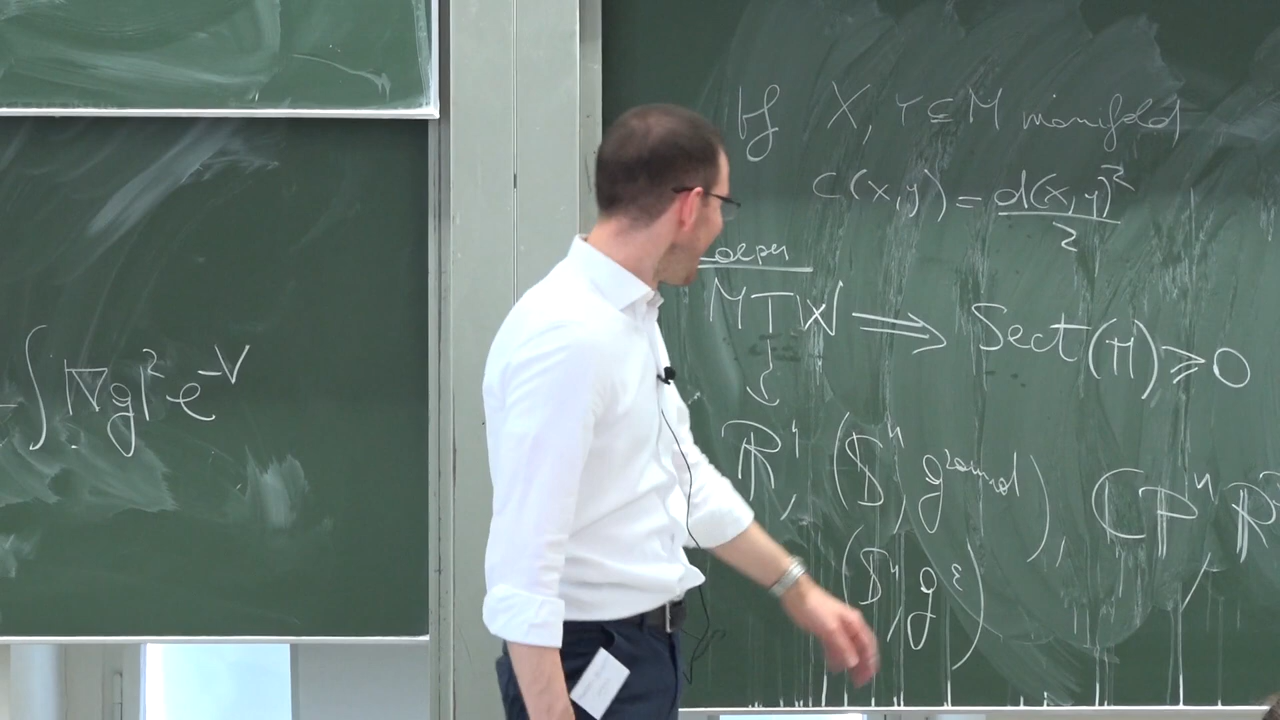 - ∫ |∇g|² e^{-V}
If X, Y ⊆ M manifold
c(x,y) = d(x,y)²/2
Loeper
MTW ⟹ Sect(M) ≥ 0
↓
ℝⁿ, (𝕊ⁿ, g^{round}), ℂℙⁿ, ℝ
(𝕊ⁿ, g^ε)